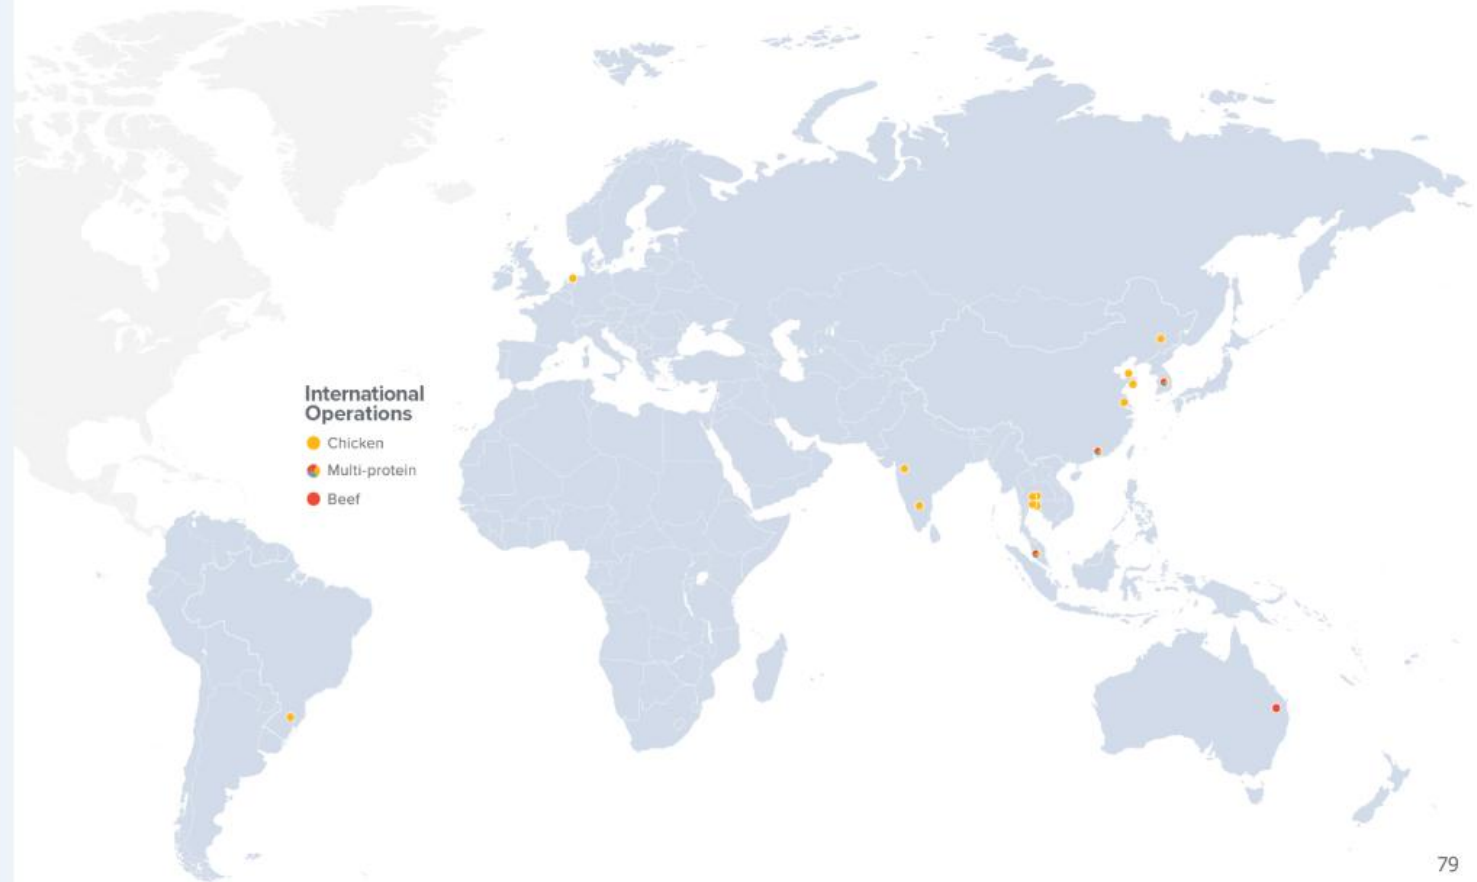 International
Operations
Chicken
Multi-protein
Beef
79